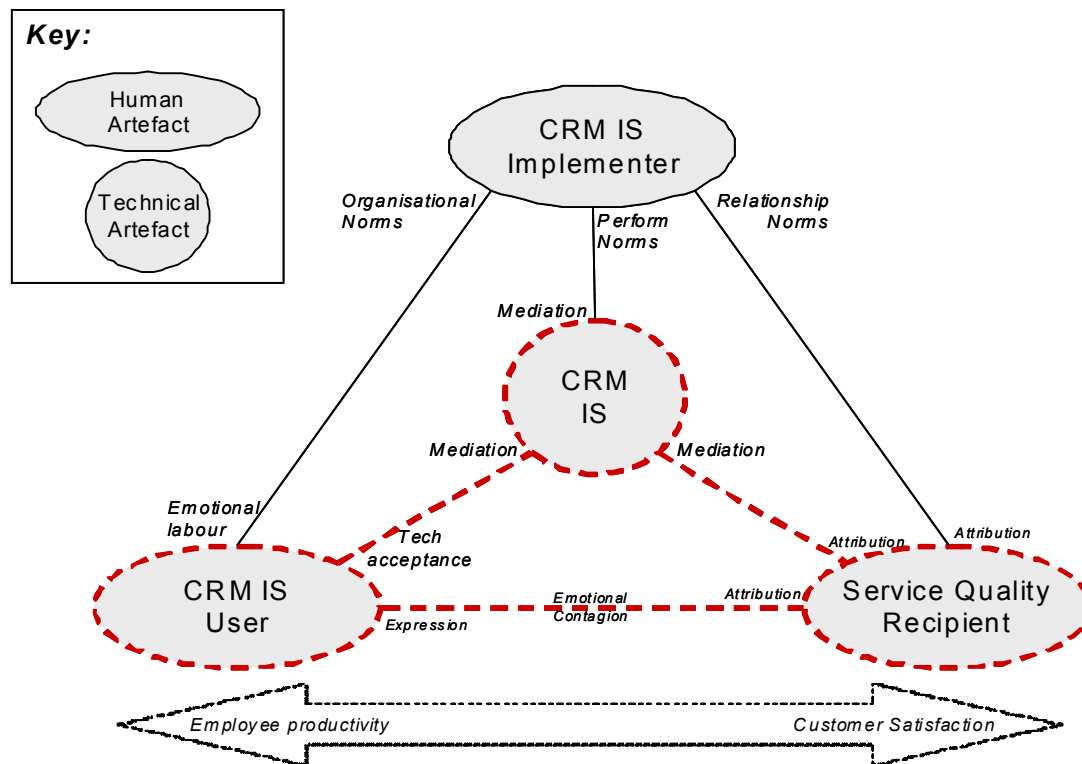 Key:
Human
Artefact
Technical
Artefact
CRM IS
Implementer
Organisational
Norms
Perform
Norms
Relationship
Norms
Mediation
CRM
IS
Mediation
Mediation
Emotional
labour
Tech
acceptance
Attribution
Attribution
CRM IS
User
Expression
Emotional
Contagion
Attribution
Service Quality
Recipient
Employee productivity
Customer Satisfaction